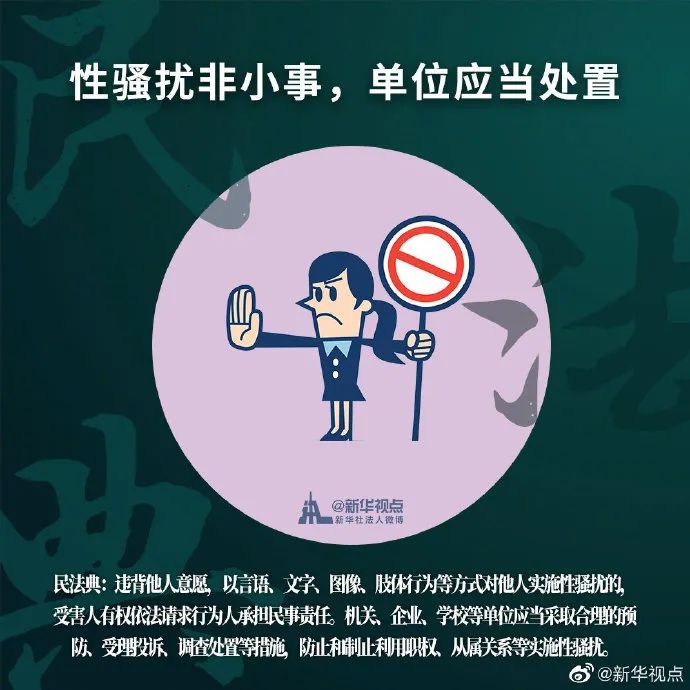 性骚扰非小事，单位应当处置
民法典
@新华视点
新华社法人微博
民法典：违背他人意愿，以言语、文字、图像、肢体行为等方式对他人实施性骚扰的，
受害人有权依法请求行为人承担民事责任。机关、企业、学校等单位应当采取合理的预
防、受理投诉、调查处置等措施，防止和制止利用职权、从属关系等实施性骚扰。
@新华视点